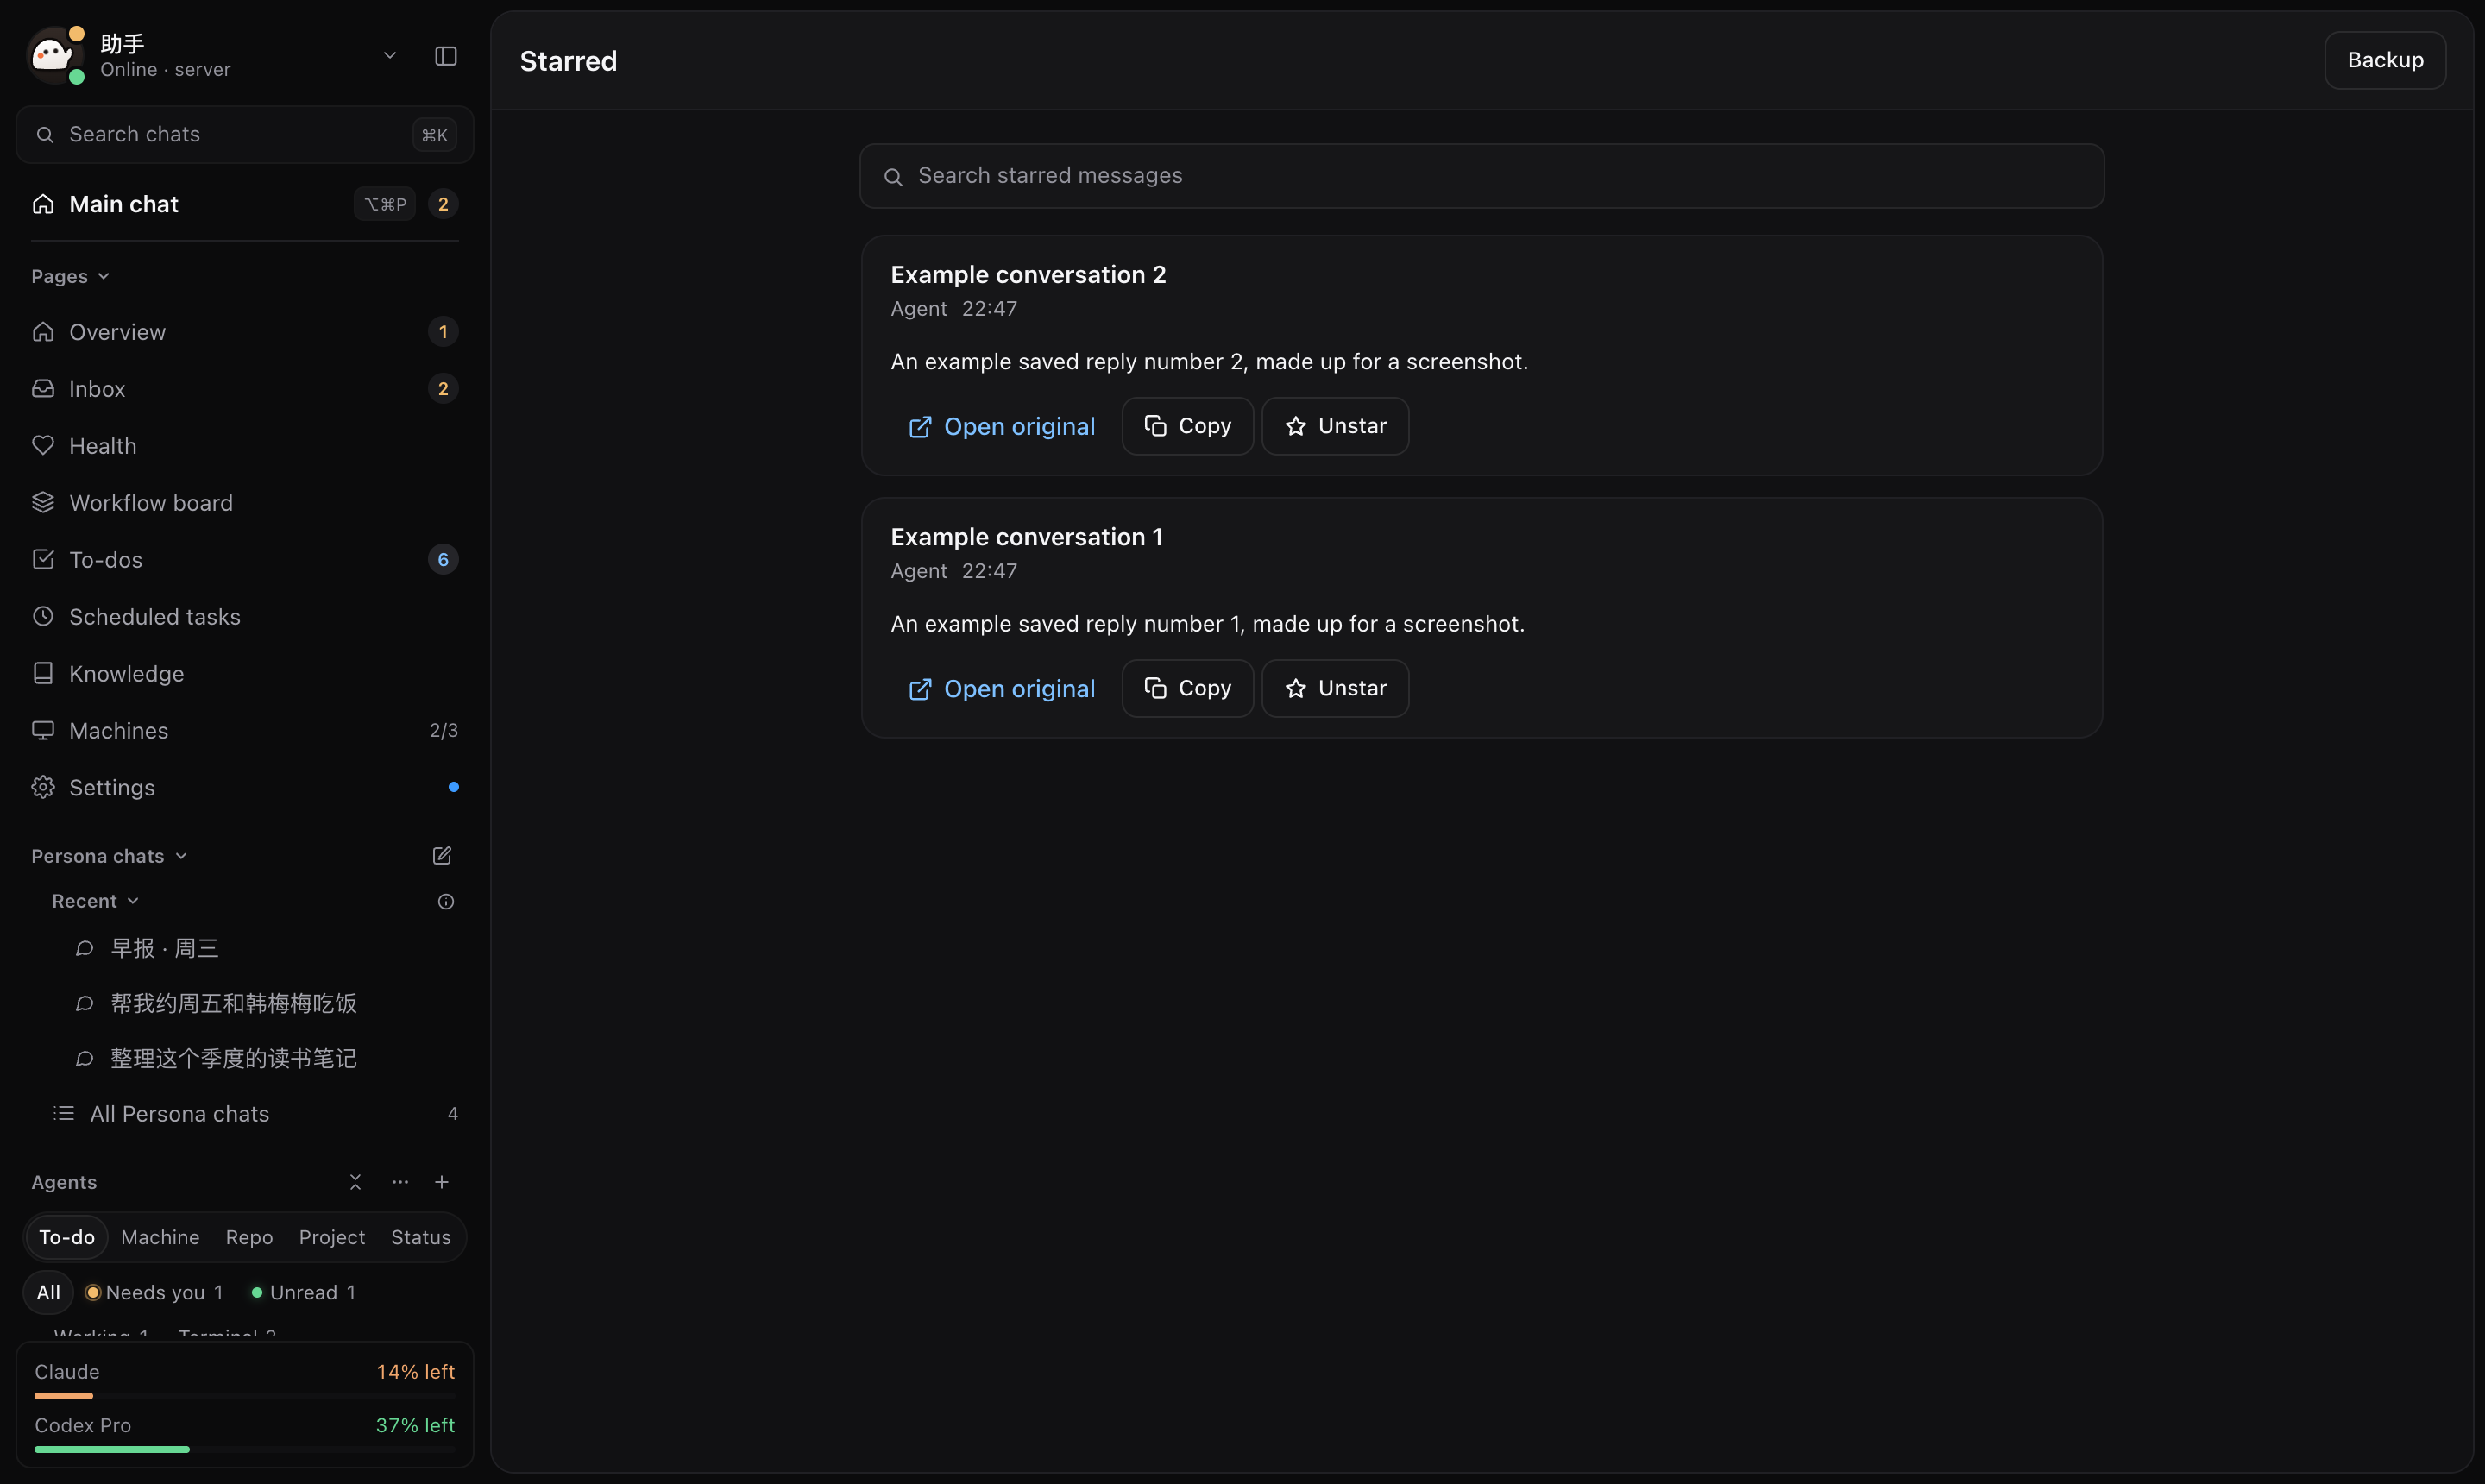 助手
Online · server
Search chats ⌘K
Main chat ⌥⌘P 2
Pages
Overview 1
Inbox 2
Health
Workflow board
To-dos 6
Scheduled tasks
Knowledge
Machines 2/3
Settings
Persona chats
Recent
早报 · 周三
帮我约周五和韩梅梅吃饭
整理这个季度的读书笔记
All Persona chats 4
Agents
To-do Machine Repo Project Status
All Needs you 1 Unread 1
Working 1 Terminal
Claude 14% left
Codex Pro 37% left
Starred
Backup
Search starred messages
Example conversation 2
Agent 22:47
An example saved reply number 2, made up for a screenshot.
Open original Copy Unstar
Example conversation 1
Agent 22:47
An example saved reply number 1, made up for a screenshot.
Open original Copy Unstar